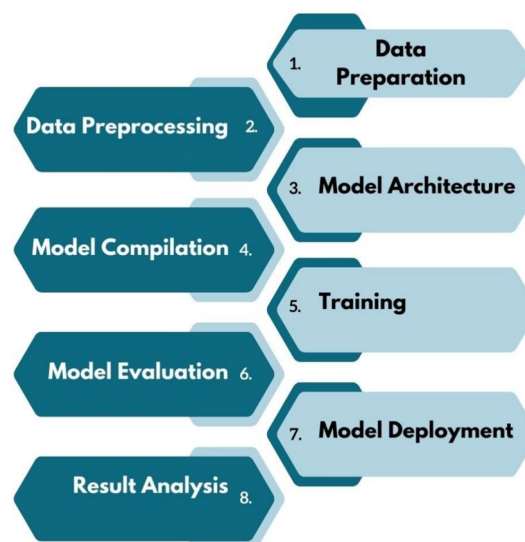 1. Data
Preparation
Data Preprocessing 2.
3. Model Architecture
Model Compilation 4.
5. Training
Model Evaluation 6.
7. Model Deployment
Result Analysis 8.